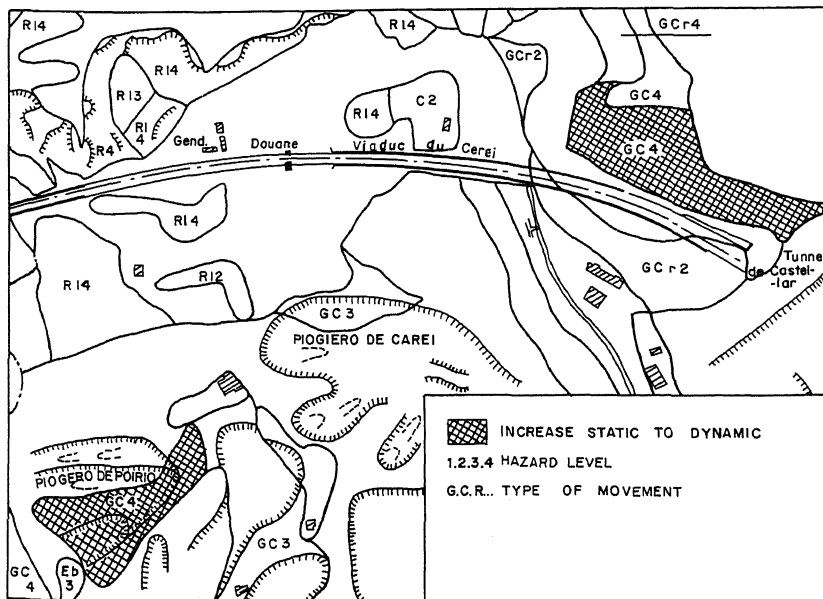 R14
R14
R14
GCr2
GCr4
R13
R14
C2
GC4
R1
4
R4
Gend.
Douane
Viaduc du Cerei
GC4
R14
R14
R12
GCr2
Tunne
de Castel-
-lar
GC3
PIOGIERO DE CAREI
PIOGERO DE POIRIO
GC4
GC3
GC
4
Eb
3
INCREASE STATIC TO DYNAMIC
1.2.3.4 HAZARD LEVEL
G.C.R... TYPE OF MOVEMENT